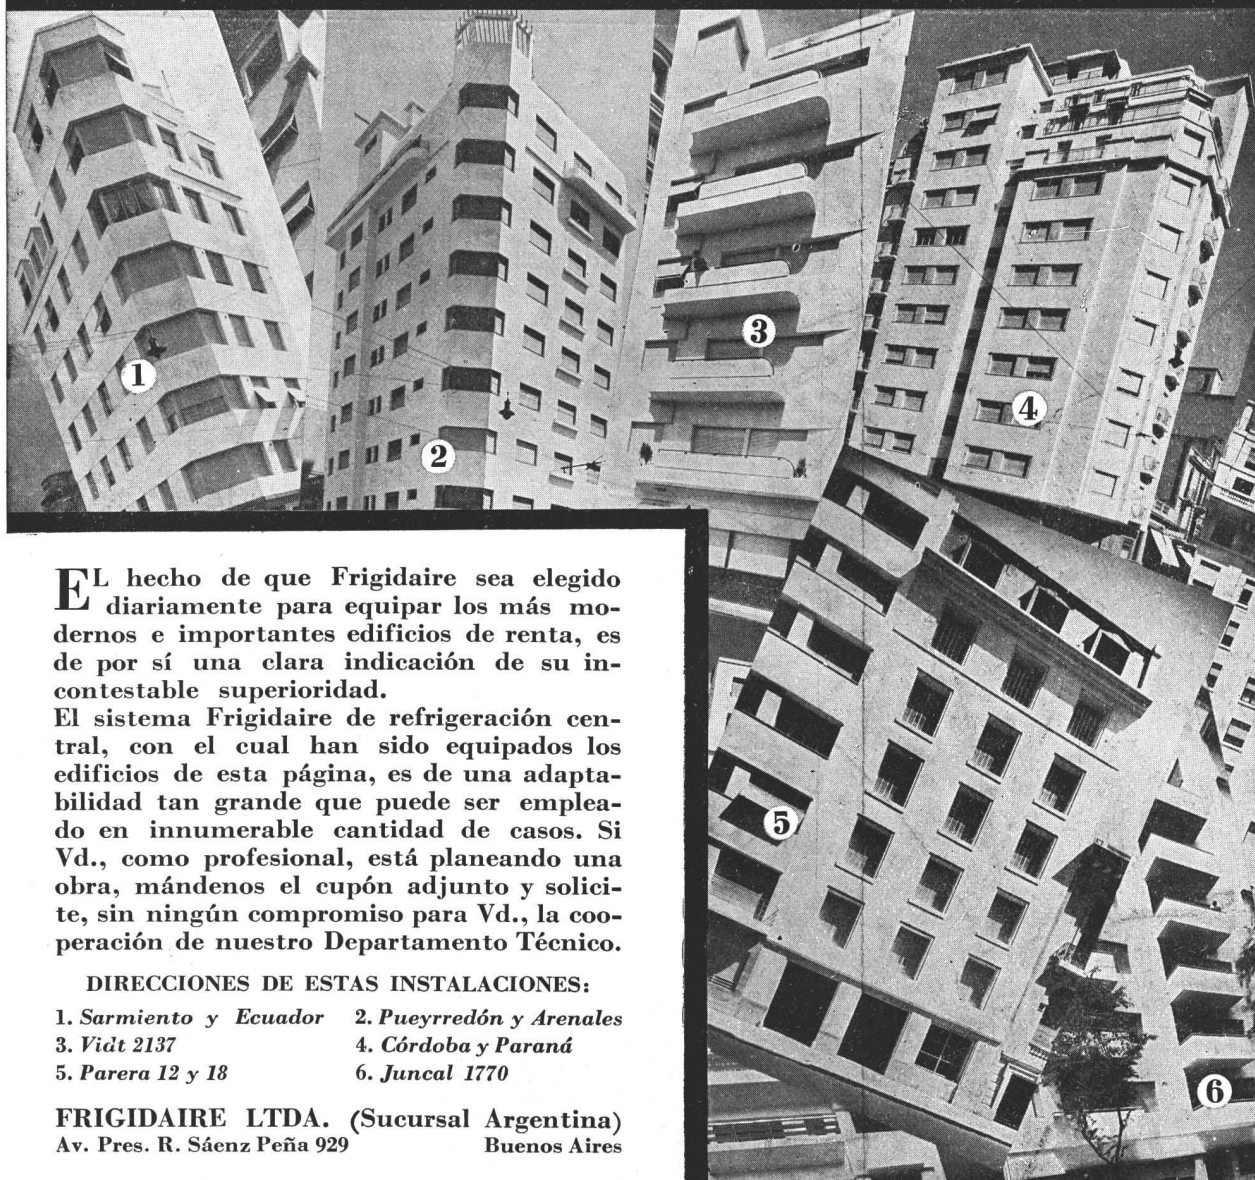 1
2
3
4
5
6
EL hecho de que Frigidaire sea elegido
diariamente para equipar los más mo-
dernos e importantes edificios de renta, es
de por sí una clara indicación de su in-
contestable superioridad.
El sistema Frigidaire de refrigeración cen-
tral, con el cual han sido equipados los
edificios de esta página, es de una adapta-
bilidad tan grande que puede ser emplea-
do en innumerable cantidad de casos. Si
Vd., como profesional, está planeando una
obra, mándenos el cupón adjunto y solici-
te, sin ningún compromiso para Vd., la coo-
peración de nuestro Departamento Técnico.
DIRECCIONES DE ESTAS INSTALACIONES:
1. Sarmiento y Ecuador 2. Pueyrredón y Arenales
3. Vidt 2137 4. Córdoba y Paraná
5. Parera 12 y 18 6. Juncal 1770
FRIGIDAIRE LTDA. (Sucursal Argentina)
Av. Pres. R. Sáenz Peña 929 Buenos Aires